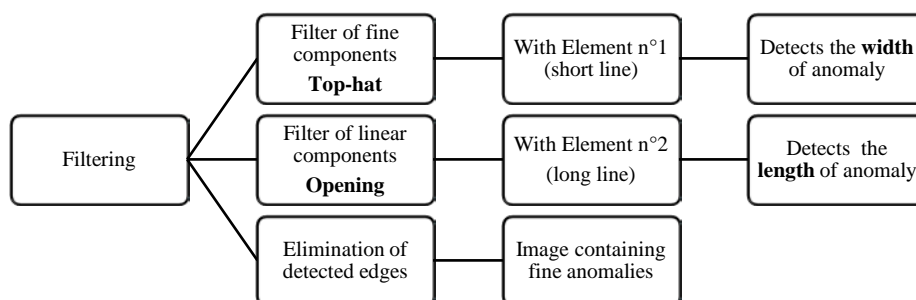 Filtering
Filter of fine
components
Top-hat
With Element n°1
(short line)
Detects the width
of anomaly
Filter of linear
components
Opening
With Element n°2
(long line)
Detects the
length of anomaly
Elimination of
detected edges
Image containing
fine anomalies